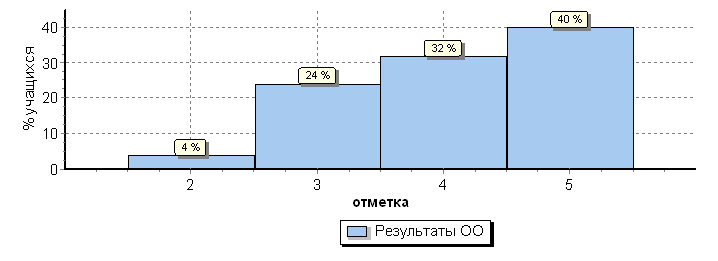 % учащихся
40
30
20
10
0
4 %
24 %
32 %
40 %
2 3 4 5
отметка
Результаты ОО